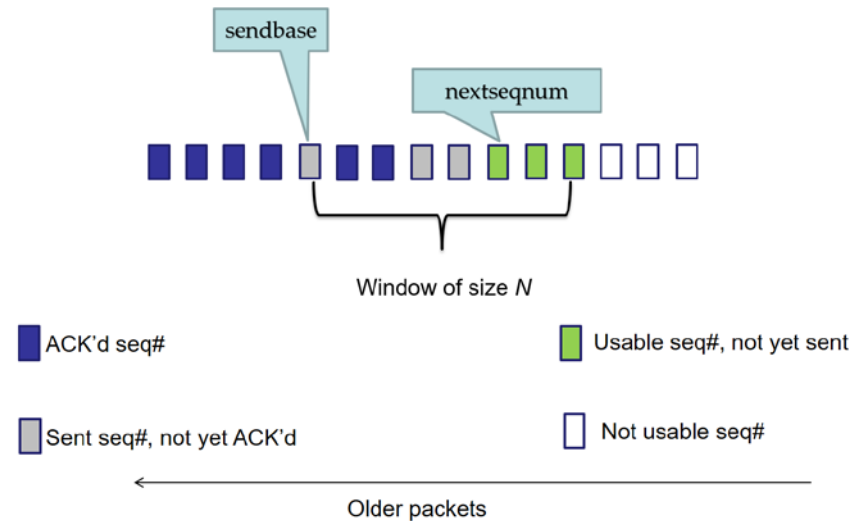 sendbase
nextseqnum
Window of size N
ACK'd seq#
Usable seq#, not yet sent
Sent seq#, not yet ACK'd
Not usable seq#
Older packets